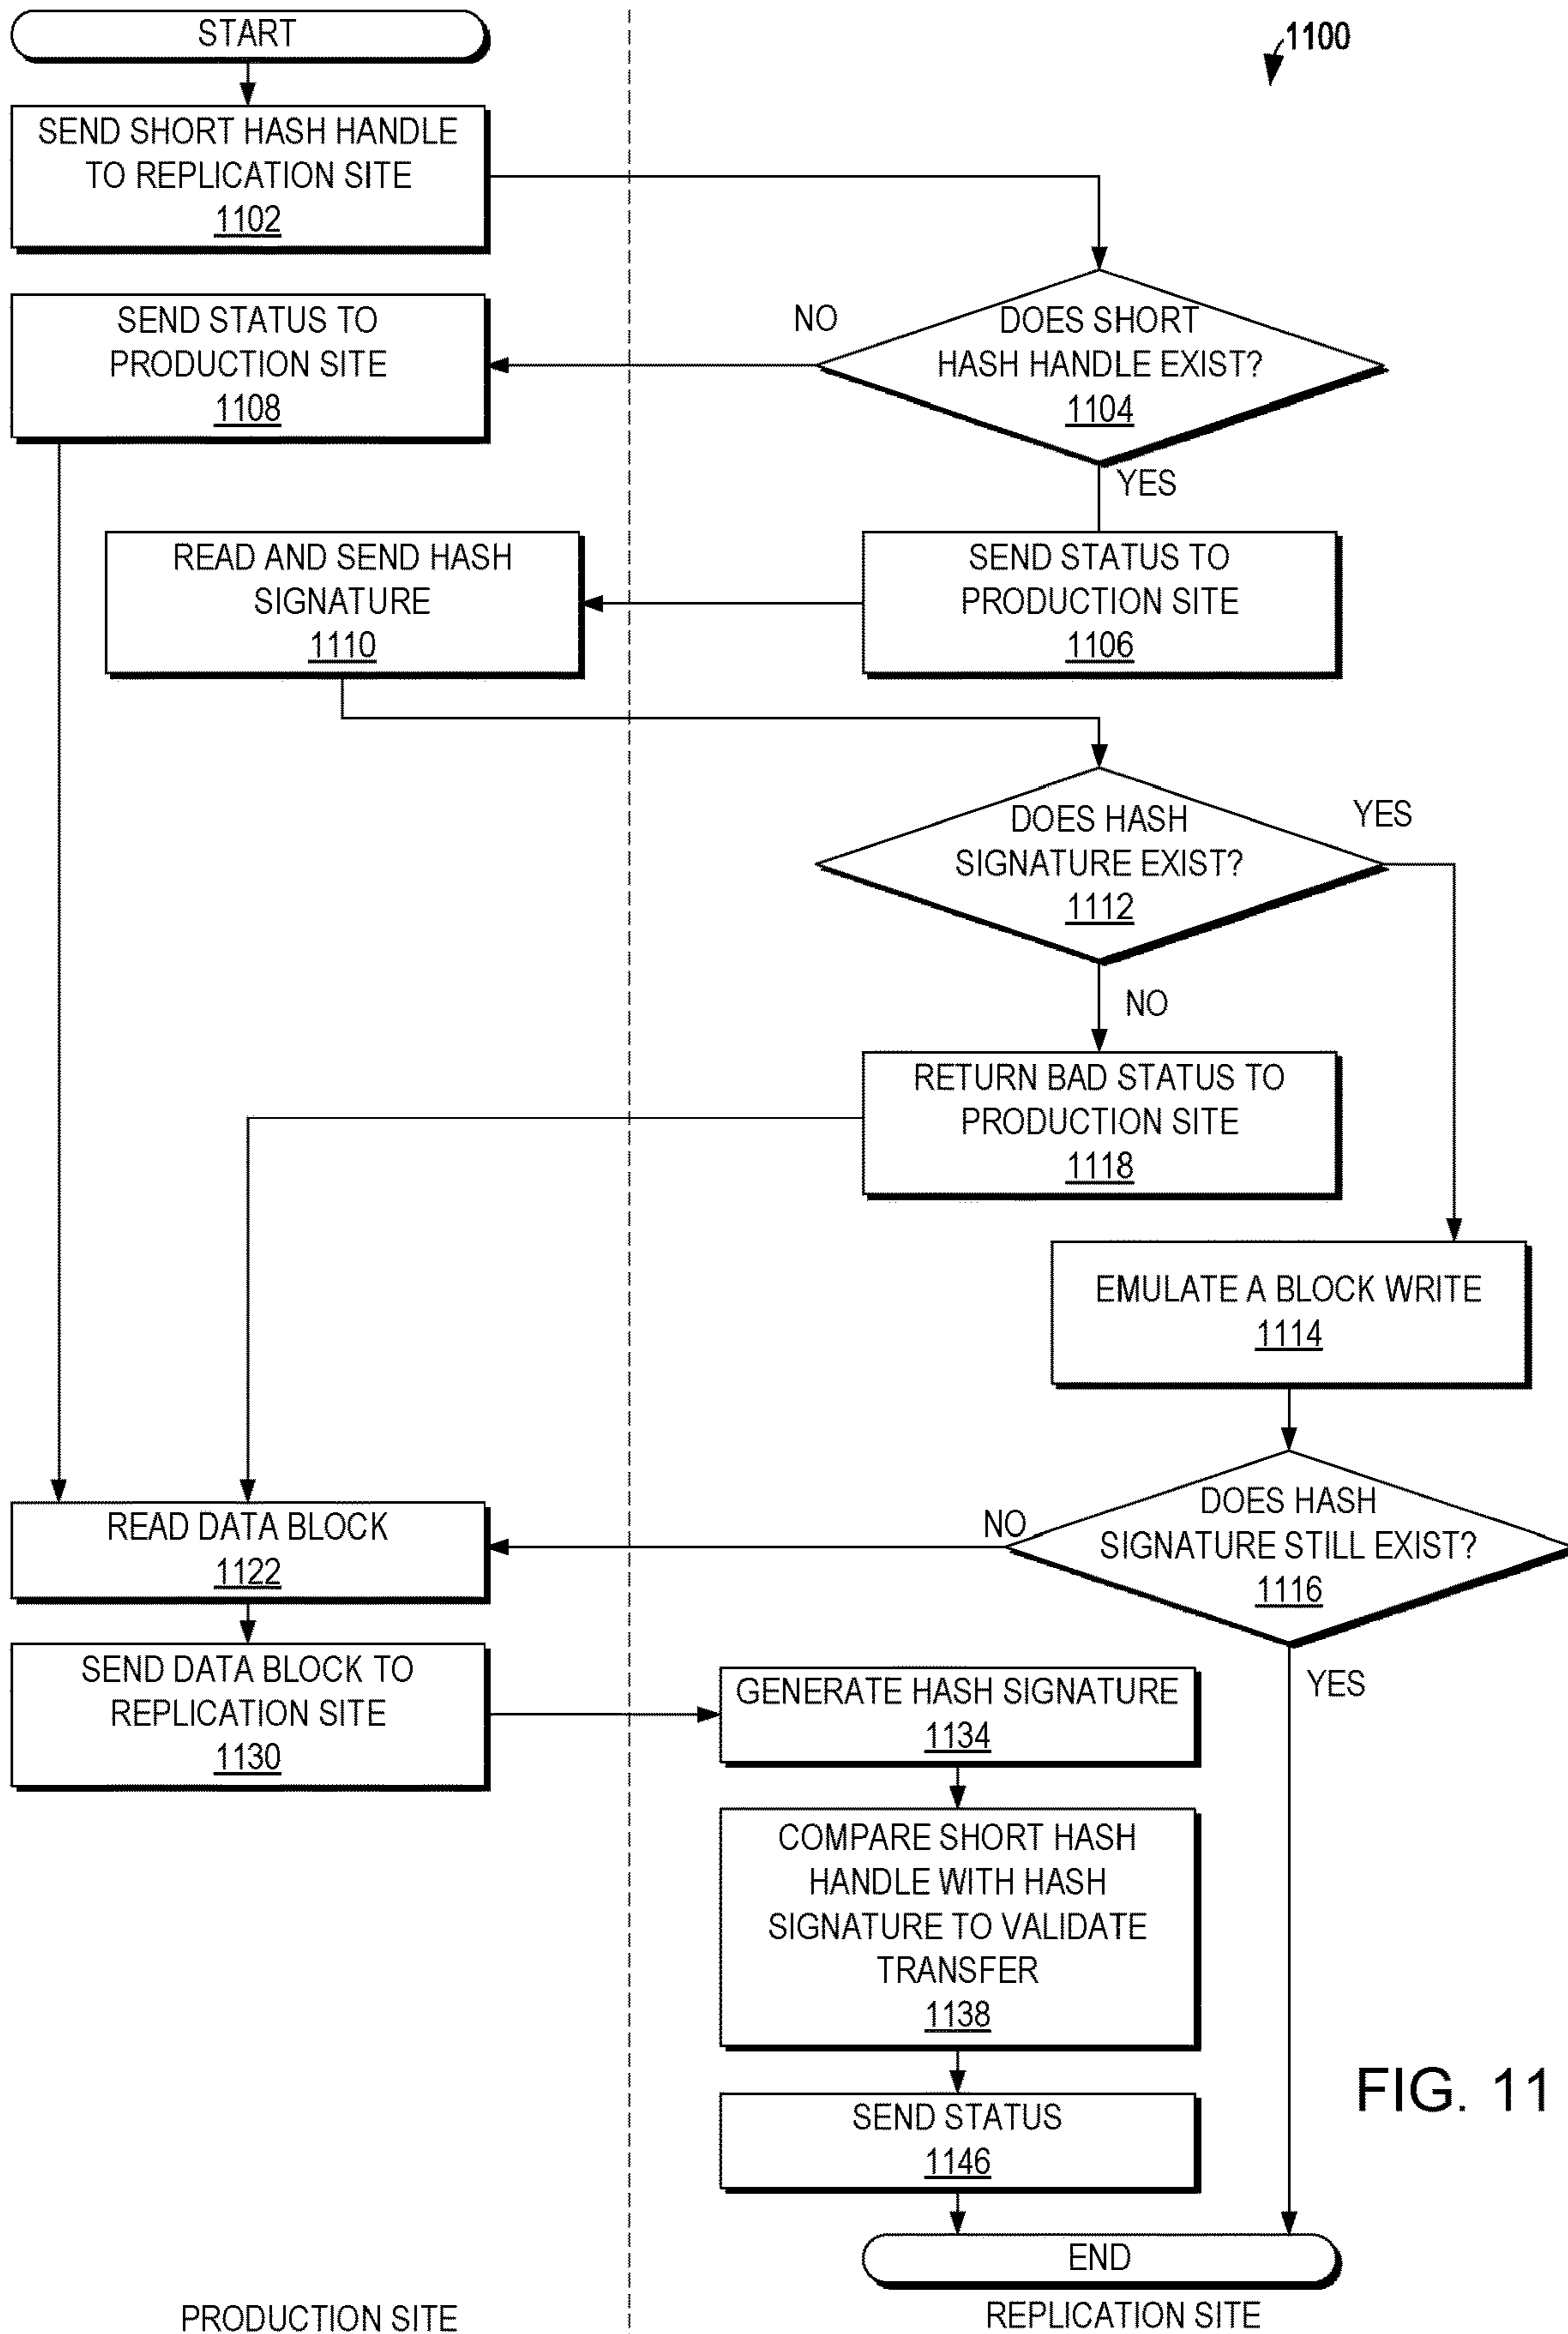 START
1100
SEND SHORT HASH HANDLE
TO REPLICATION SITE
1102
SEND STATUS TO
PRODUCTION SITE
1108
NO
DOES SHORT
HASH HANDLE EXIST?
1104
YES
READ AND SEND HASH
SIGNATURE
1110
SEND STATUS TO
PRODUCTION SITE
1106
DOES HASH
SIGNATURE EXIST?
1112
YES
NO
RETURN BAD STATUS TO
PRODUCTION SITE
1118
EMULATE A BLOCK WRITE
1114
READ DATA BLOCK
1122
NO
DOES HASH
SIGNATURE STILL EXIST?
1116
YES
SEND DATA BLOCK TO
REPLICATION SITE
1130
GENERATE HASH SIGNATURE
1134
COMPARE SHORT HASH
HANDLE WITH HASH
SIGNATURE TO VALIDATE
TRANSFER
1138
SEND STATUS
1146
FIG. 11
END
PRODUCTION SITE
REPLICATION SITE